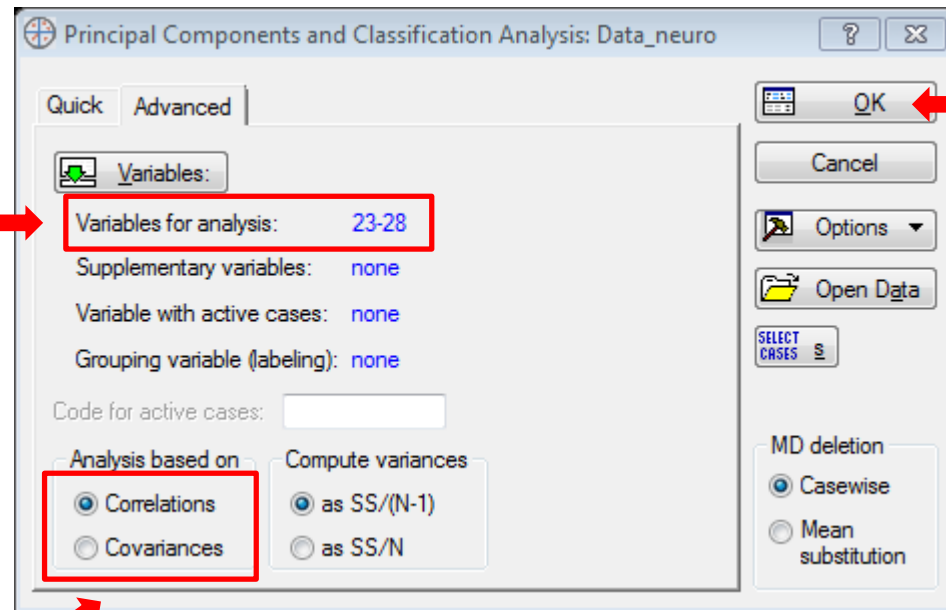 Principal Components and Classification Analysis: Data_neuro
?
Quick Advanced
Variables:
Variables for analysis: 23-28
Supplementary variables: none
Variable with active cases: none
Grouping variable (labeling): none
Code for active cases:
Analysis based on
Correlations
Covariances
Compute variances
as SS/(N-1)
as SS/N
OK
Cancel
Options
Open Data
SELECT
CASES S
MD deletion
Casewise
Mean
substitution